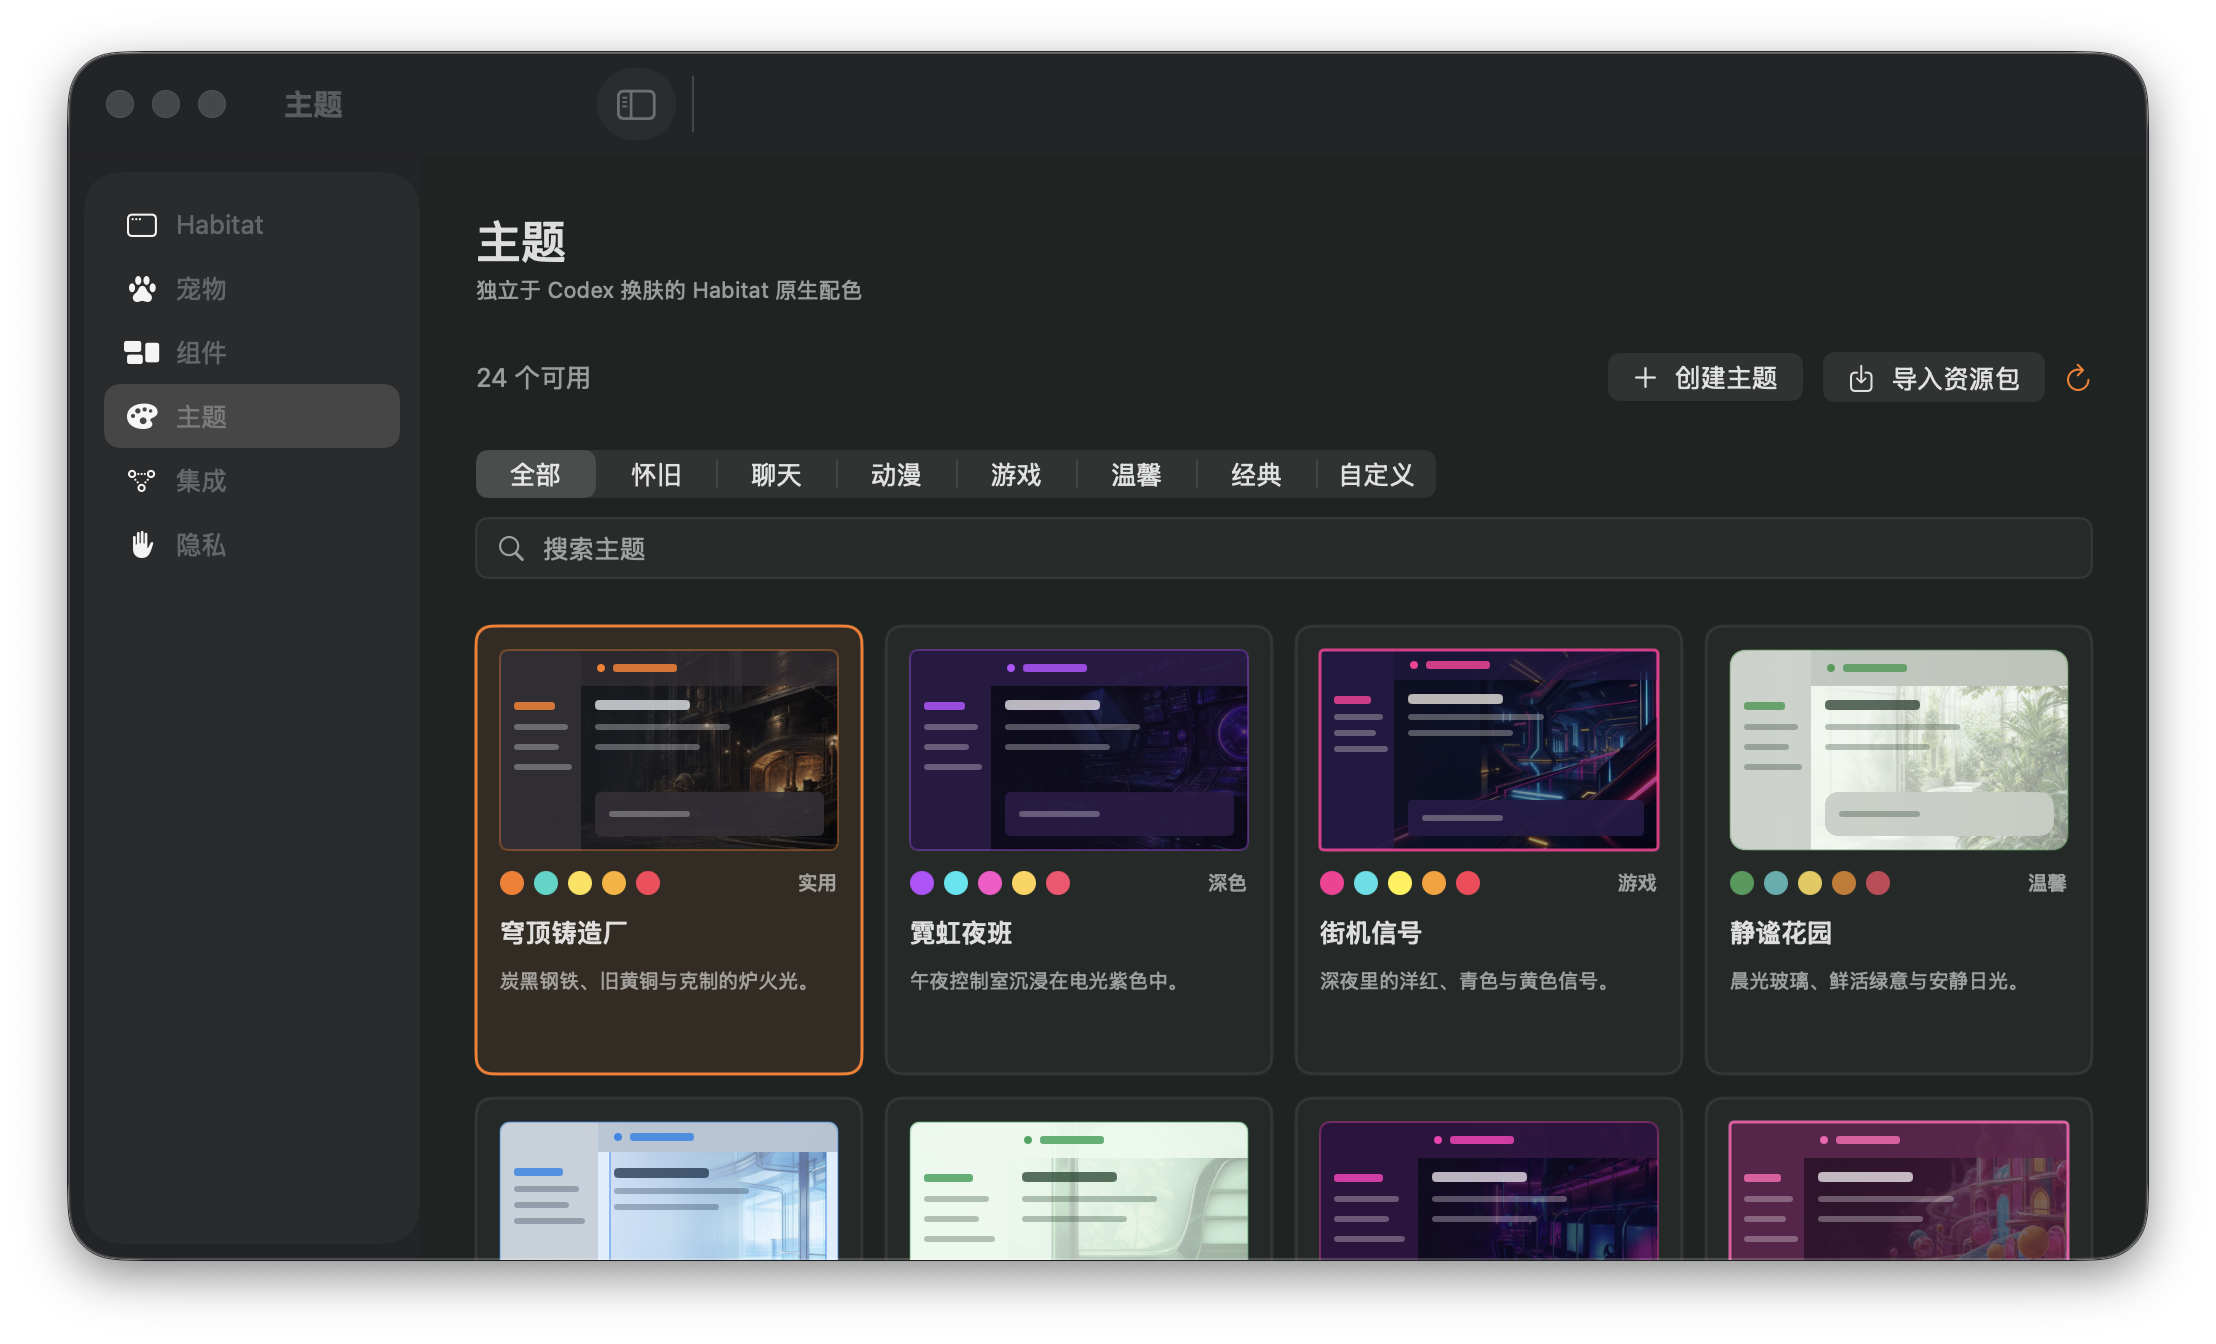 主题
Habitat
宠物
组件
主题
集成
隐私
主题
独立于 Codex 换肤的 Habitat 原生配色
24 个可用
创建主题
导入资源包
全部 怀旧 聊天 动漫 游戏 温馨 经典 自定义
搜索主题
实用
穹顶铸造厂
炭黑钢铁、旧黄铜与克制的炉火光。
深色
霓虹夜班
午夜控制室沉浸在电光紫色中。
游戏
街机信号
深夜里的洋红、青色与黄色信号。
温馨
静谧花园
晨光玻璃、鲜活绿意与安静日光。